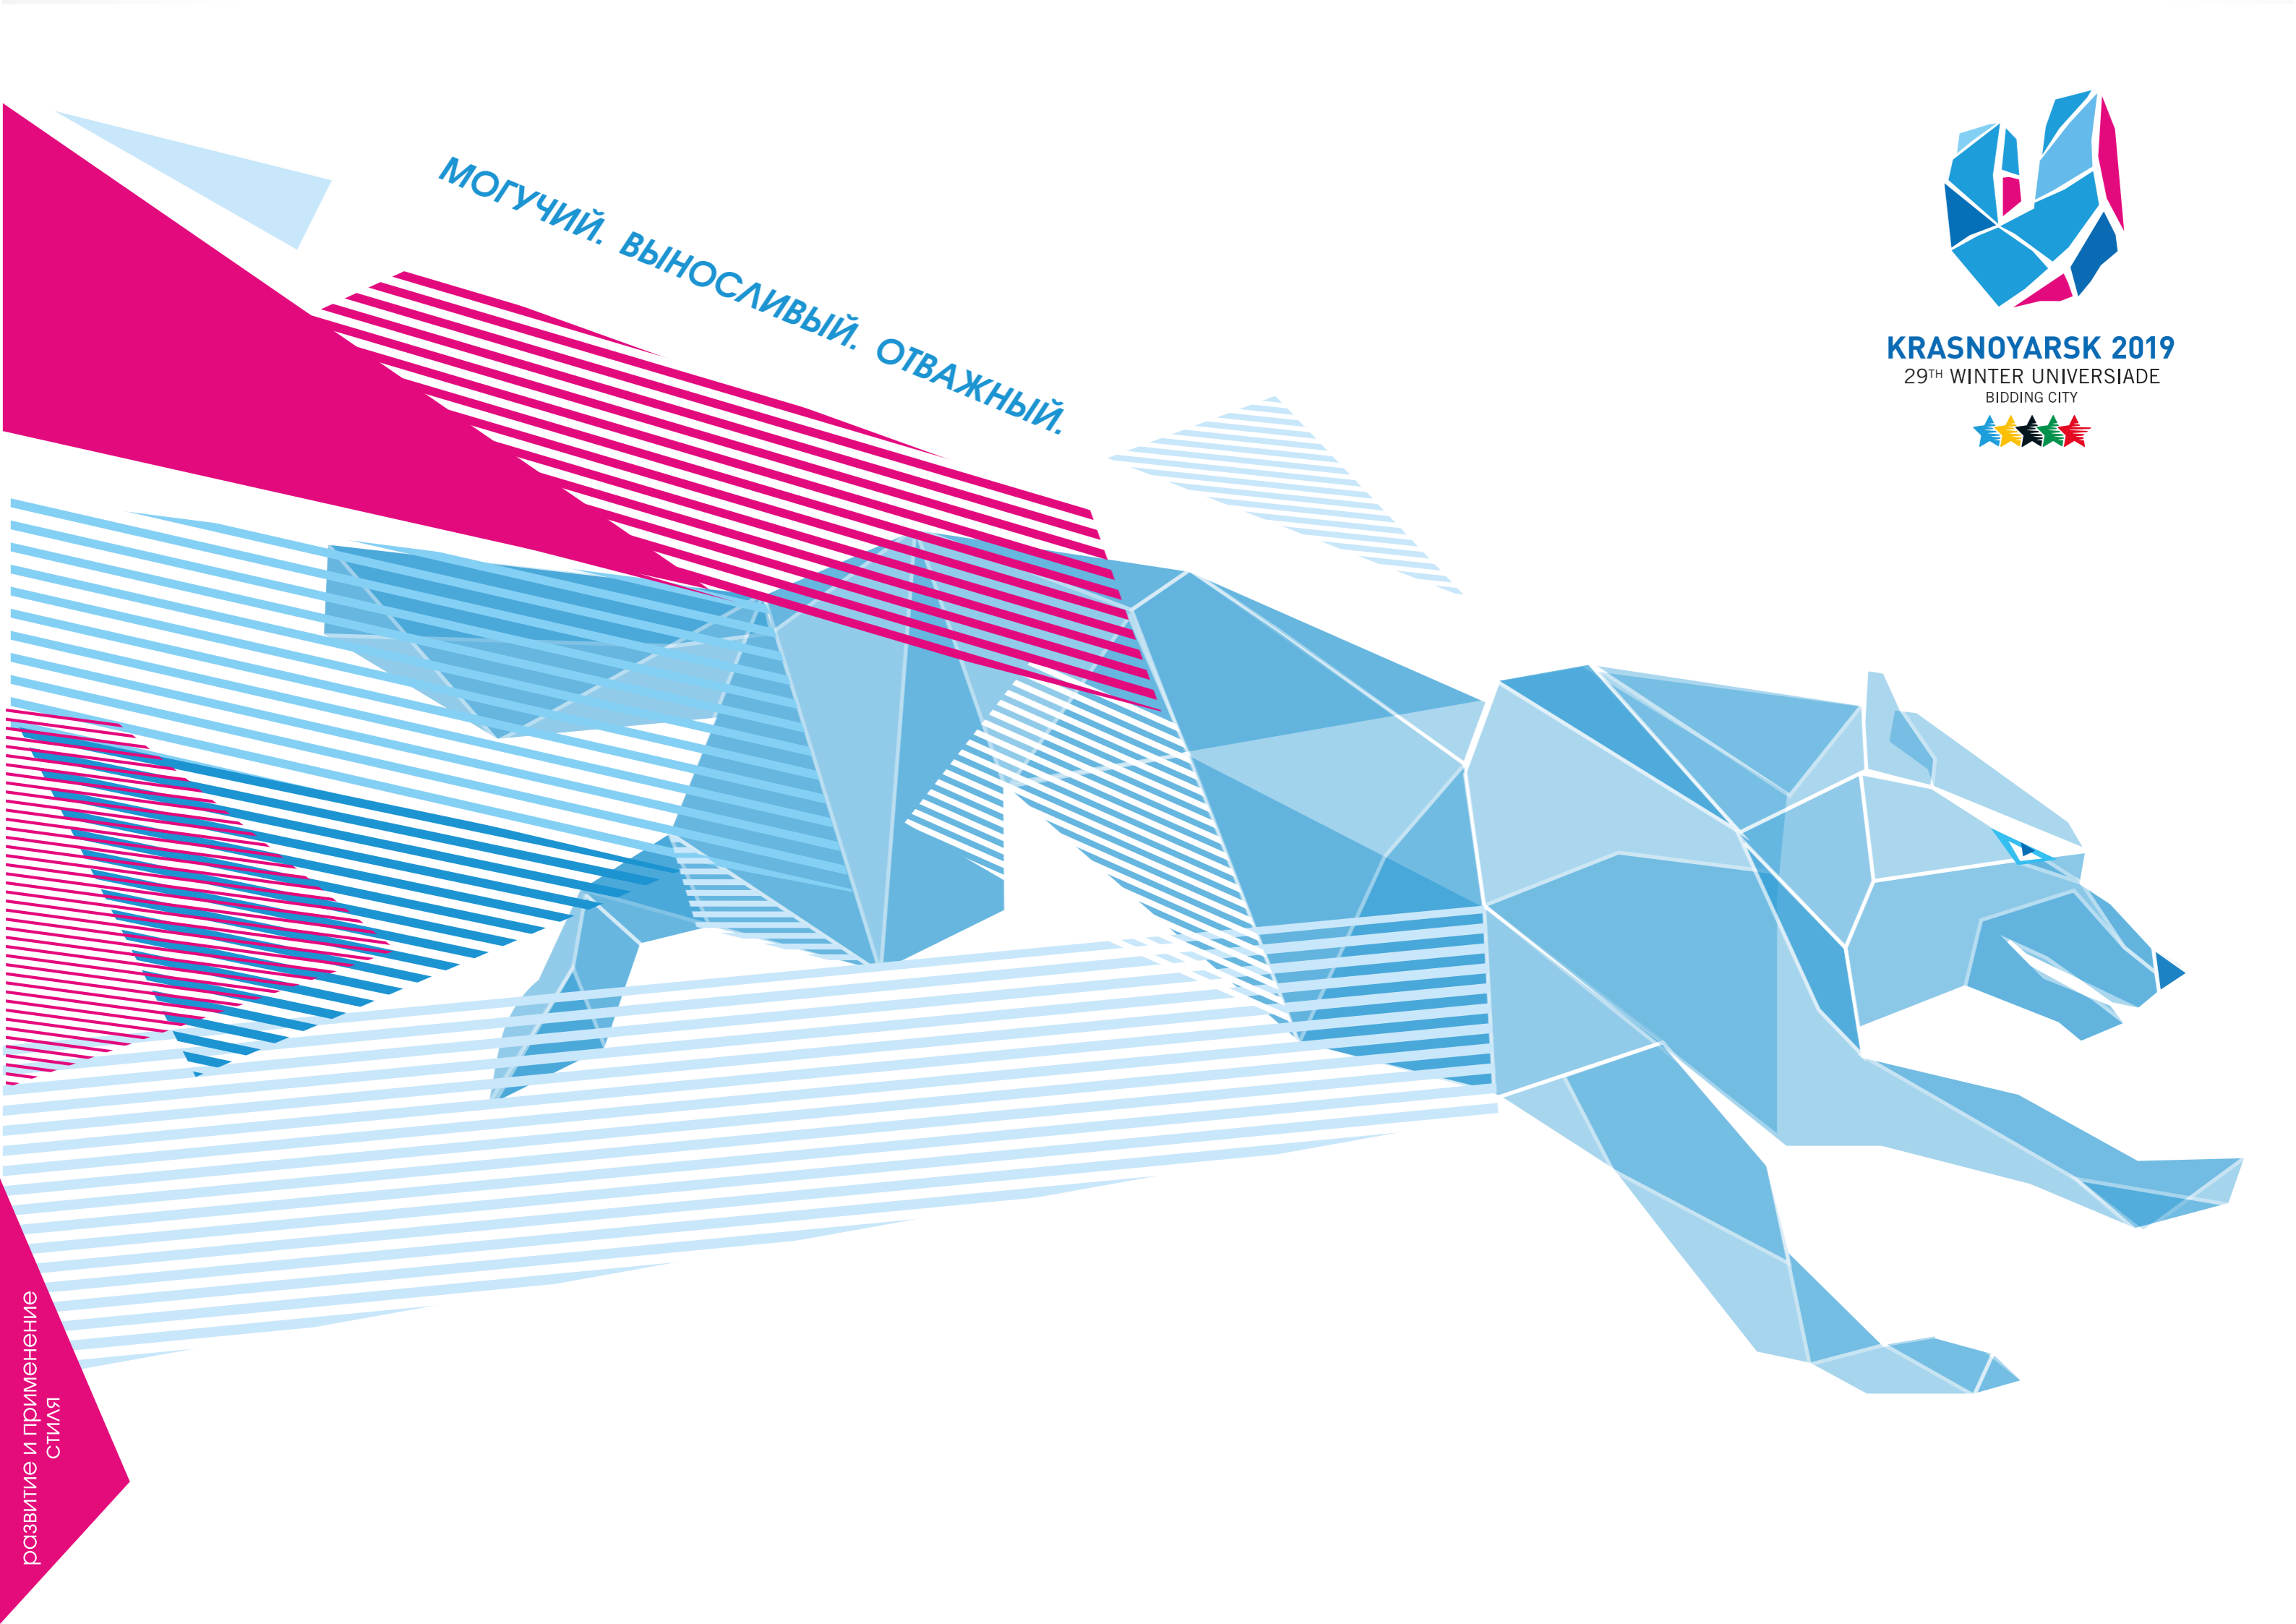 МОГУЧИЙ. ВЫНОСЛИВЫЙ. ОТВАЖНЫЙ.
KRASNOYARSK 2019
29TH WINTER UNIVERSIADE
BIDDING CITY
развитие и применение
стиля